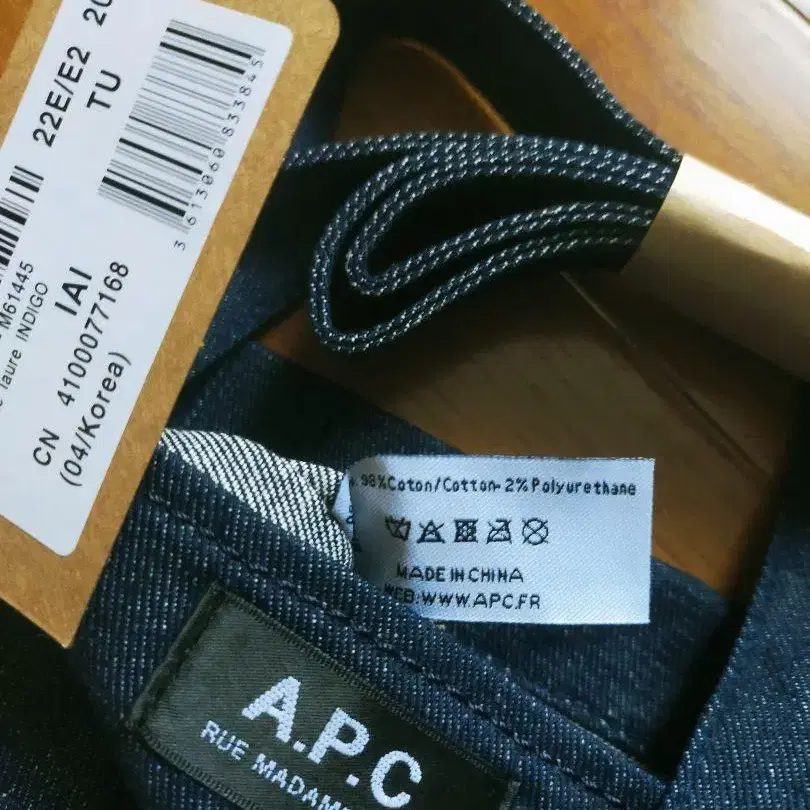 22E/E2 20
TU
3613060833845
M61445
laure INDIGO
IAI
CN 4100077168
(04/Korea)
98%Coton/Cotton-2%Polyurethane
MADE IN CHINA
WEB:WWW.APC.FR
A.P.C
RUE MADAM